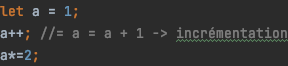 let a = 1;
a++; //= a = a + 1 -> incrémentation
a*=2;